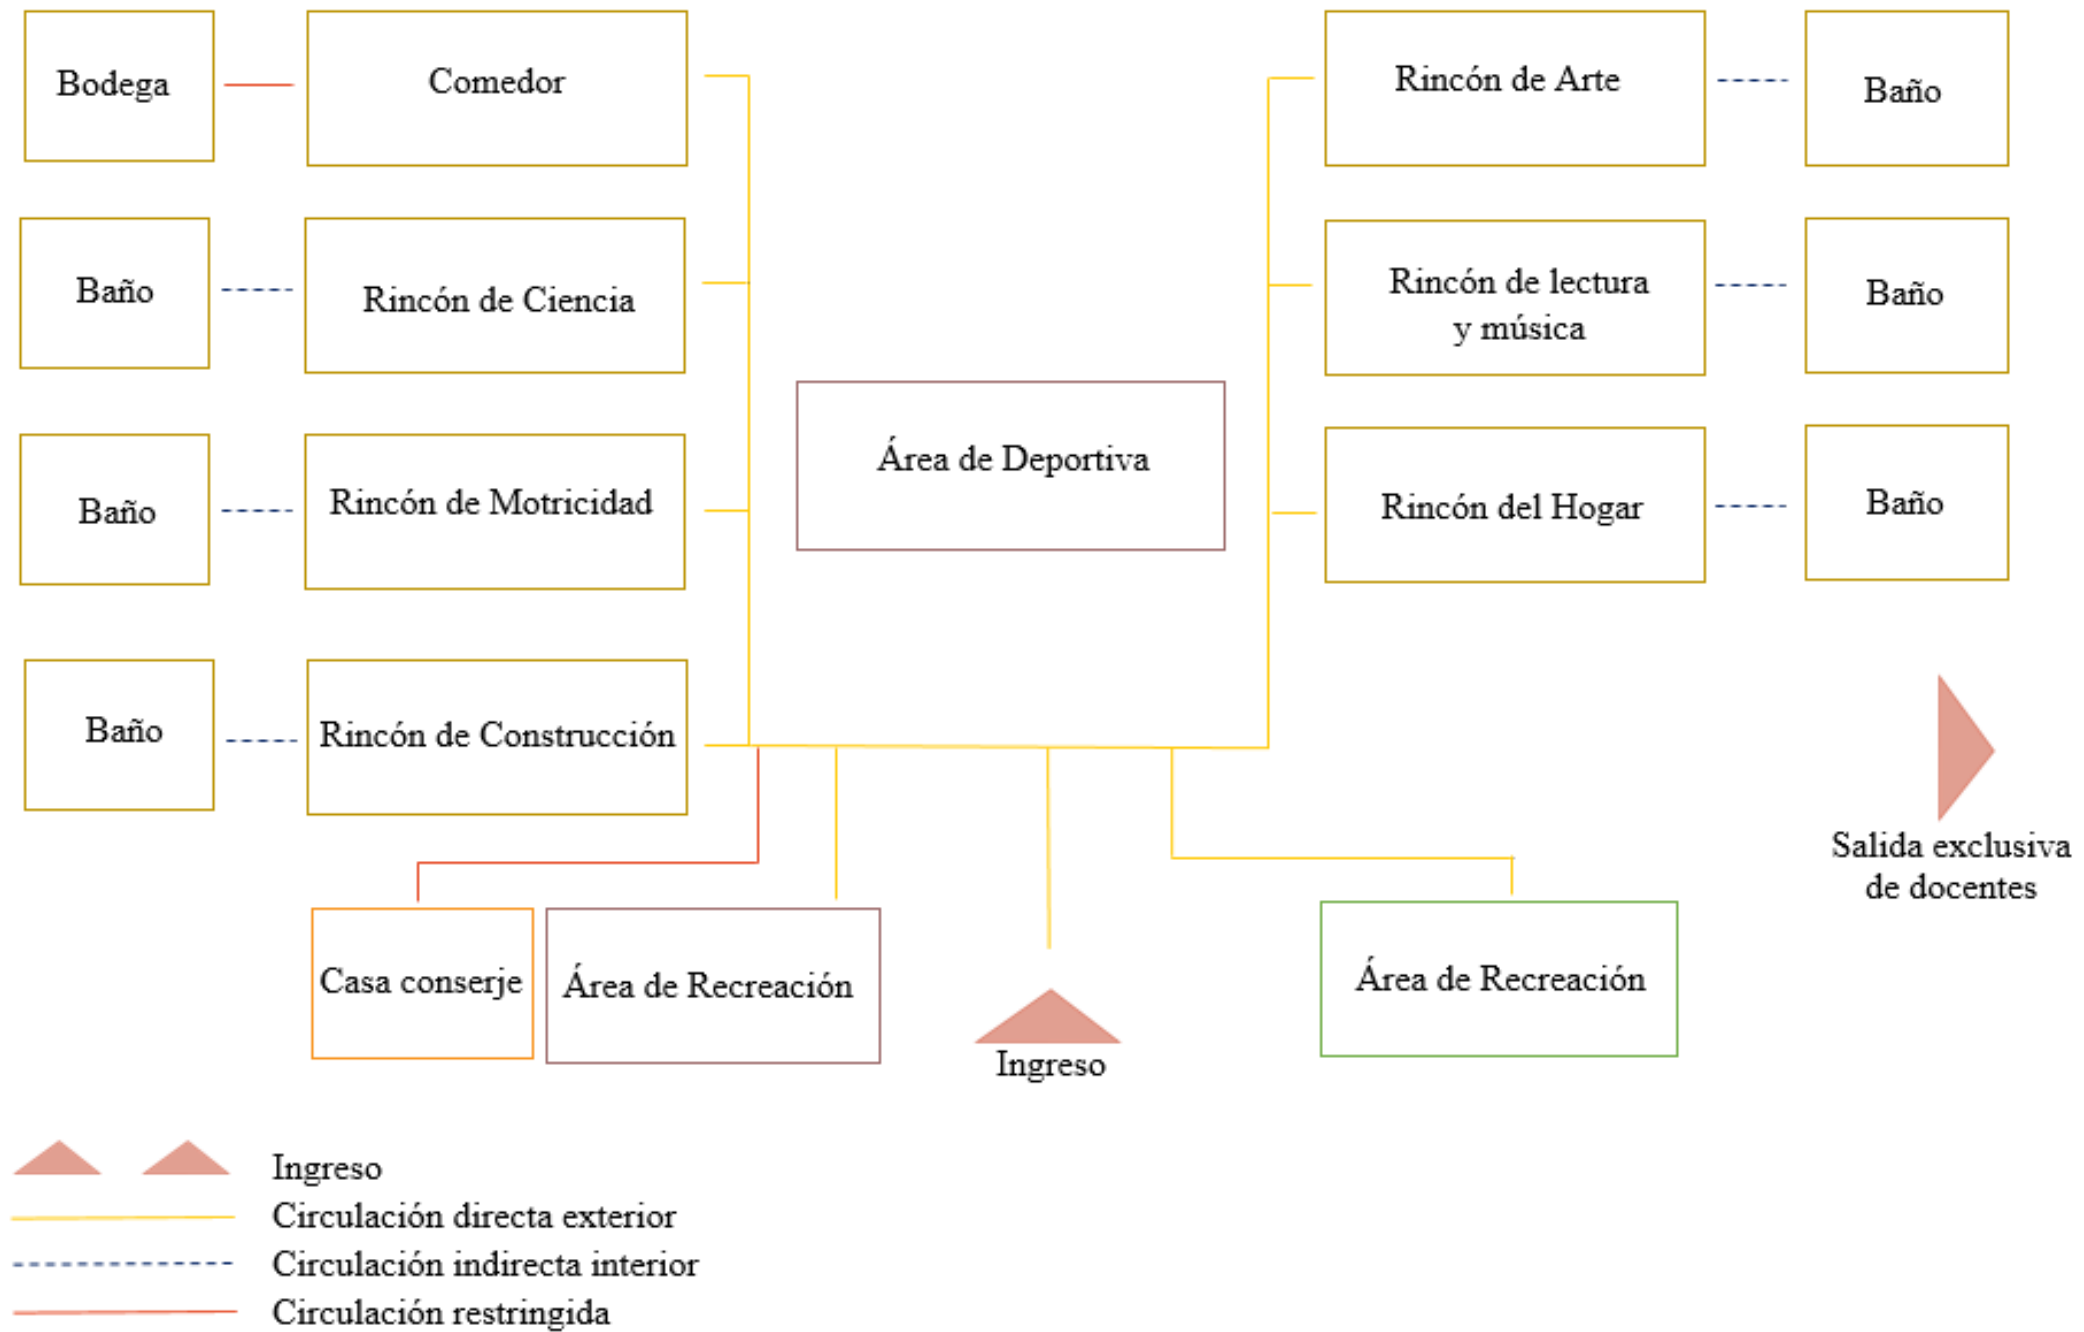 Bodega
Comedor
Rincón de Arte
Baño
Baño
Rincón de Ciencia
Rincón de lectura
y música
Baño
Área de Deportiva
Baño
Rincón de Motricidad
Rincón del Hogar
Baño
Baño
Rincón de Construcción
Salida exclusiva
de docentes
Casa conserje
Área de Recreación
Ingreso
Área de Recreación
Ingreso
Circulación directa exterior
Circulación indirecta interior
Circulación restringida